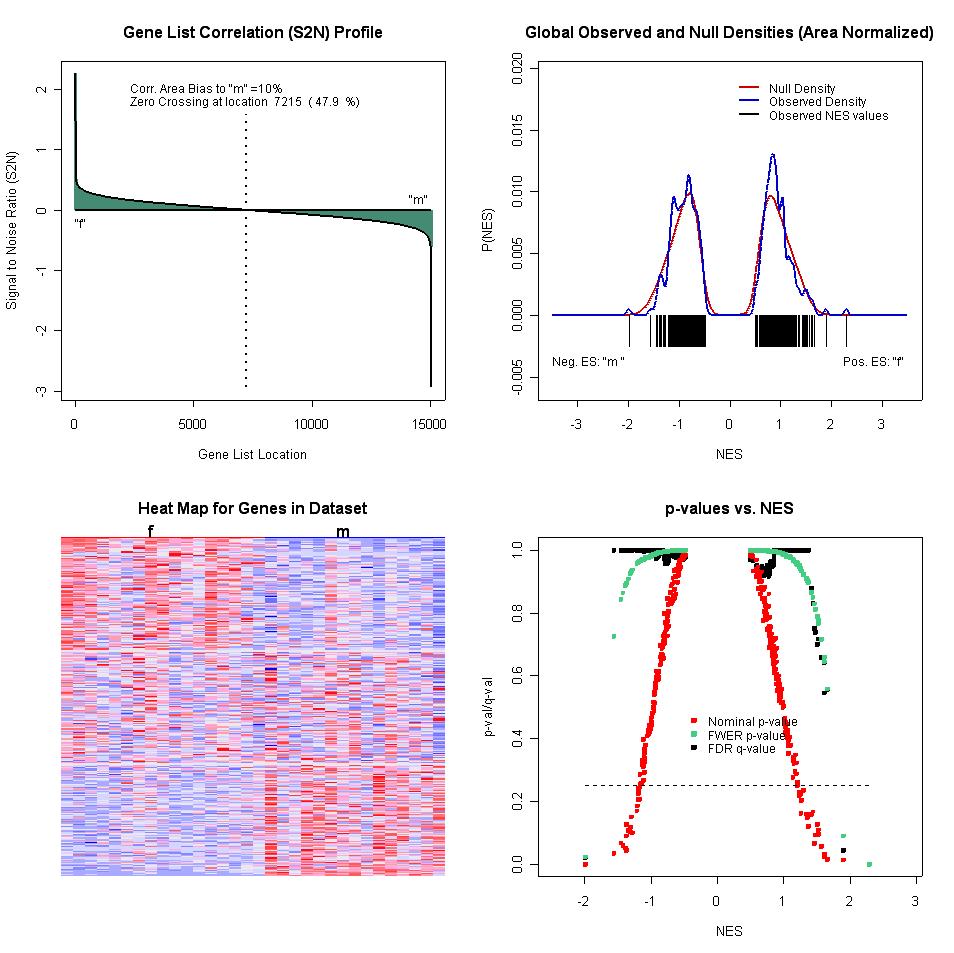 Gene List Correlation (S2N) Profile
Corr. Area Bias to "m" =10%
Zero Crossing at location 7215 ( 47.9 %)
"f"
"m"
Signal to Noise Ratio (S2N)
2
1
0
-1
-2
-3
0
5000
10000
15000
Gene List Location
Global Observed and Null Densities (Area Normalized)
Null Density
Observed Density
Observed NES values
P(NES)
0.020
0.015
0.010
0.005
0.000
-0.005
Neg. ES: "m "
Pos. ES: "f"
-3
-2
-1
0
1
2
3
NES
Heat Map for Genes in Dataset
f
m
p-values vs. NES
p-val/q-val
1.0
0.8
0.6
0.4
0.2
0.0
Nominal p-value
FWER p-value
FDR q-value
-2
-1
0
1
2
3
NES